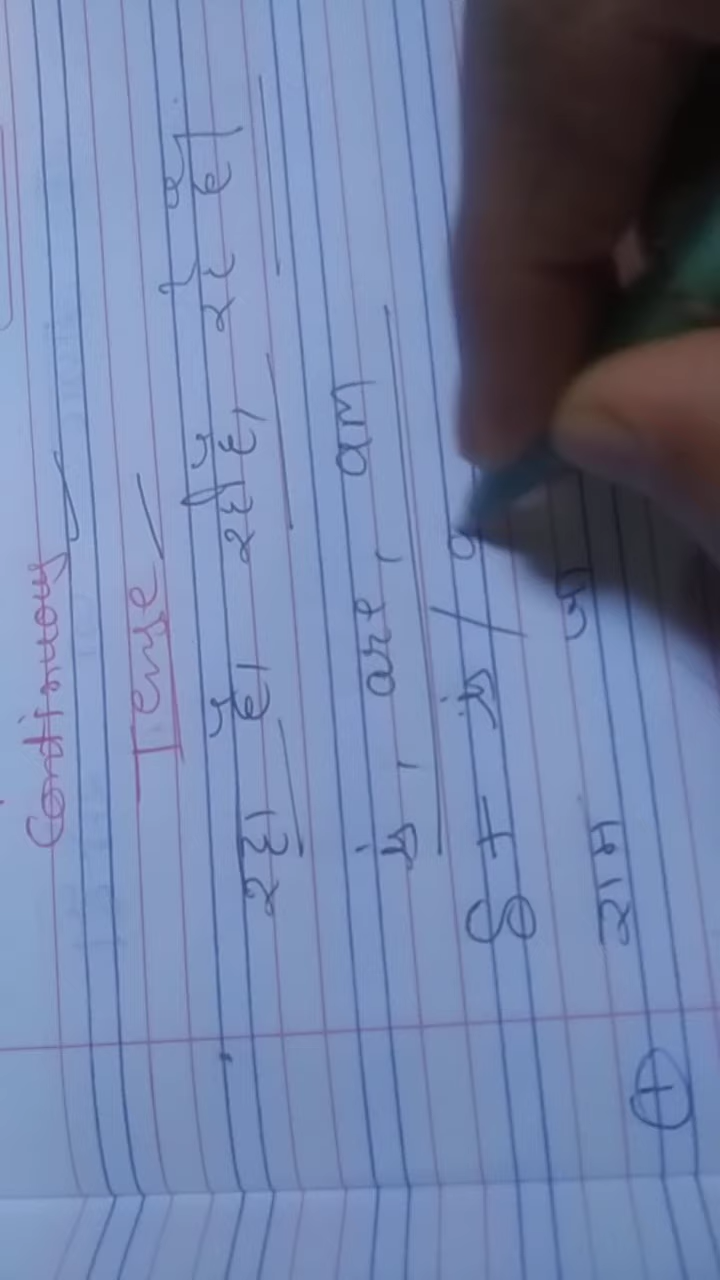 Continuous
Tense
रहा है, रही है, रहे हैं।
is, are, am
S + is /
⊕ राम